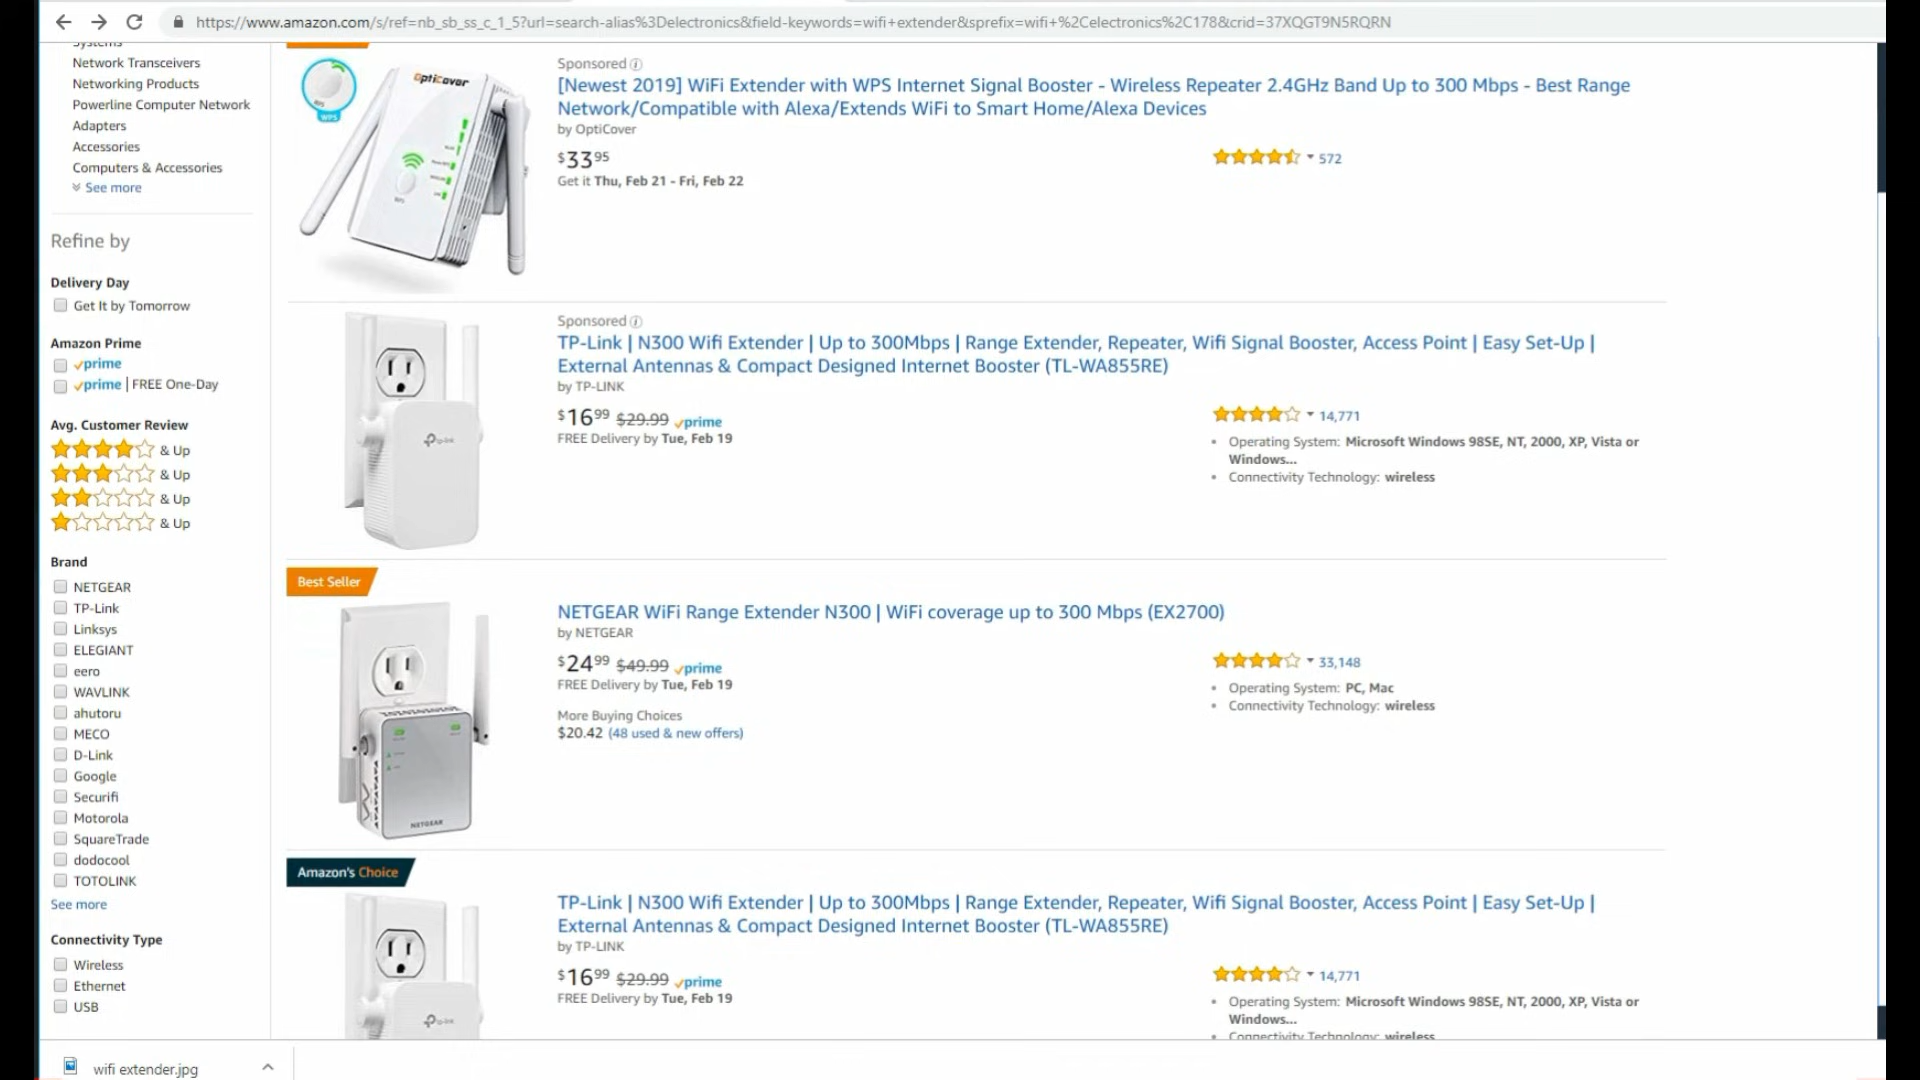 https://www.amazon.com/s/ref=nb_sb_ss_c_1_5?url=search-alias%3Delectronics&field-keywords=wifi+extender&sprefix=wifi+%2Celectronics%2C178&crid=37XQGT9N5RQRN
Systems
Network Transceivers
Networking Products
Powerline Computer Network
Adapters
Accessories
Computers & Accessories
See more
Refine by
Delivery Day
Get It by Tomorrow
Amazon Prime
prime
prime | FREE One-Day
Avg. Customer Review
& Up
& Up
& Up
& Up
Brand
NETGEAR
TP-Link
Linksys
ELEGIANT
eero
WAVLINK
ahutoru
MECO
D-Link
Google
Securifi
Motorola
SquareTrade
dodocool
TOTOLINK
See more
Connectivity Type
Wireless
Ethernet
USB
OptiCover
WPS
Sponsored
[Newest 2019] WiFi Extender with WPS Internet Signal Booster - Wireless Repeater 2.4GHz Band Up to 300 Mbps - Best Range
Network/Compatible with Alexa/Extends WiFi to Smart Home/Alexa Devices
by OptiCover
$33 95
572
Get it Thu, Feb 21 - Fri, Feb 22
tp-link
Sponsored
TP-Link | N300 Wifi Extender | Up to 300Mbps | Range Extender, Repeater, Wifi Signal Booster, Access Point | Easy Set-Up |
External Antennas & Compact Designed Internet Booster (TL-WA855RE)
by TP-LINK
$16 99 $29.99 prime
14,771
FREE Delivery by Tue, Feb 19
Operating System: Microsoft Windows 98SE, NT, 2000, XP, Vista or
Windows...
Connectivity Technology: wireless
Best Seller
NETGEAR
NETGEAR WiFi Range Extender N300 | WiFi coverage up to 300 Mbps (EX2700)
by NETGEAR
$24 99 $49.99 prime
33,148
FREE Delivery by Tue, Feb 19
Operating System: PC, Mac
Connectivity Technology: wireless
More Buying Choices
$20.42 (48 used & new offers)
Amazon's Choice
tp-link
TP-Link | N300 Wifi Extender | Up to 300Mbps | Range Extender, Repeater, Wifi Signal Booster, Access Point | Easy Set-Up |
External Antennas & Compact Designed Internet Booster (TL-WA855RE)
by TP-LINK
$16 99 $29.99 prime
14,771
FREE Delivery by Tue, Feb 19
Operating System: Microsoft Windows 98SE, NT, 2000, XP, Vista or
Windows...
Connectivity Technology: wireless
wifi extender.jpg